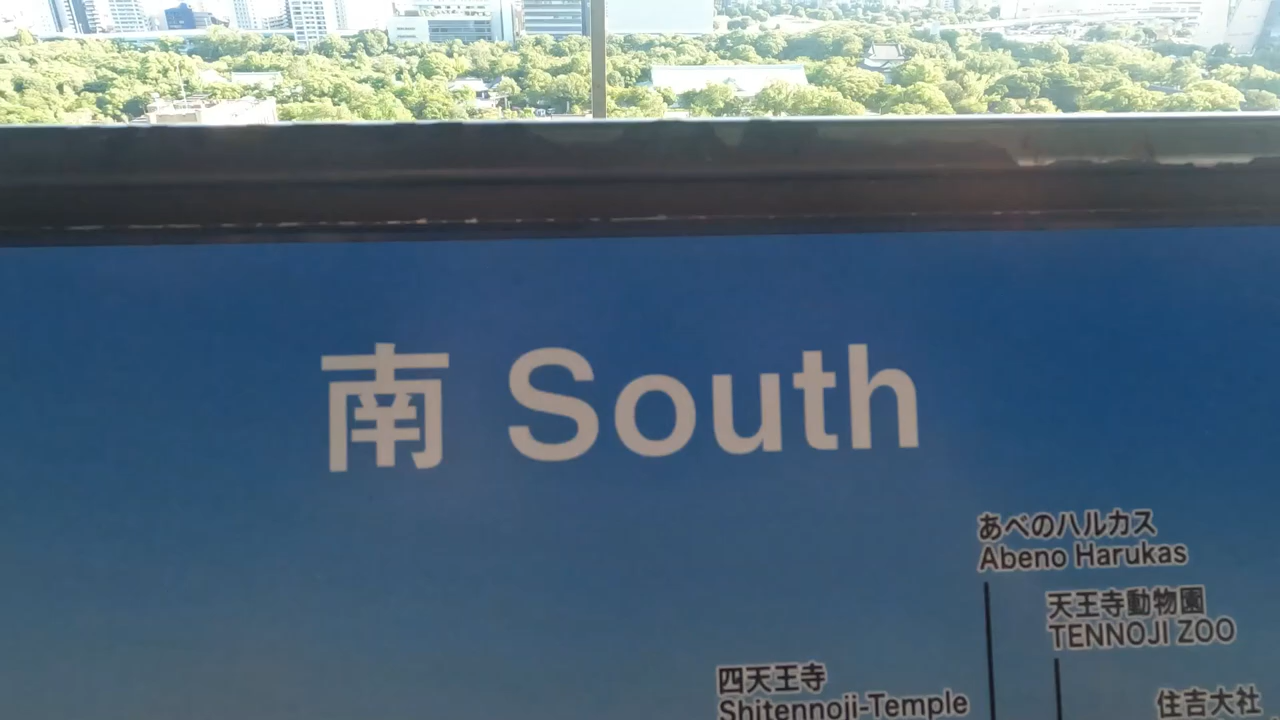 南 South
あべのハルカス
Abeno Harukas
天王寺動物園
TENNOJI ZOO
四天王寺
Shitennoji-Temple
住吉大社